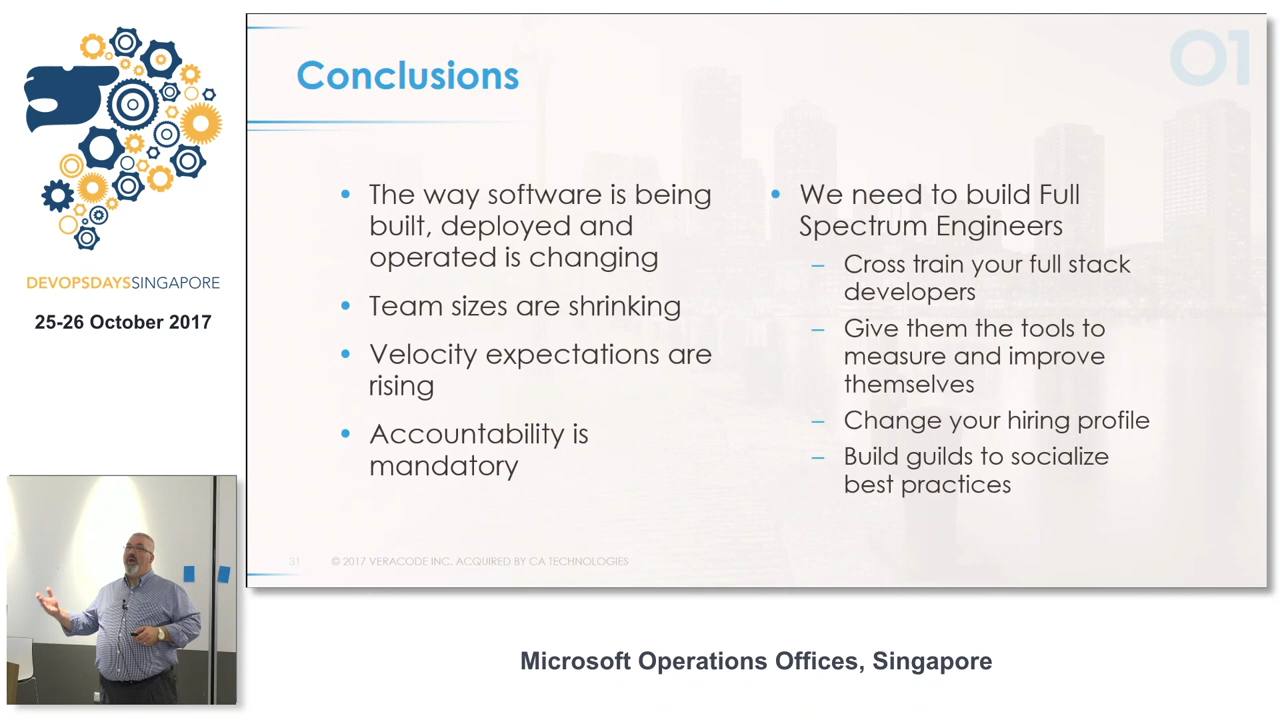 DEVOPSDAYSSINGAPORE
25-26 October 2017
01
Conclusions
• The way software is being
built, deployed and
operated is changing
• Team sizes are shrinking
• Velocity expectations are
rising
• Accountability is
mandatory
• We need to build Full
Spectrum Engineers
– Cross train your full stack
developers
– Give them the tools to
measure and improve
themselves
– Change your hiring profile
– Build guilds to socialize
best practices
31
© 2017 VERACODE INC. ACQUIRED BY CA TECHNOLOGIES
Microsoft Operations Offices, Singapore